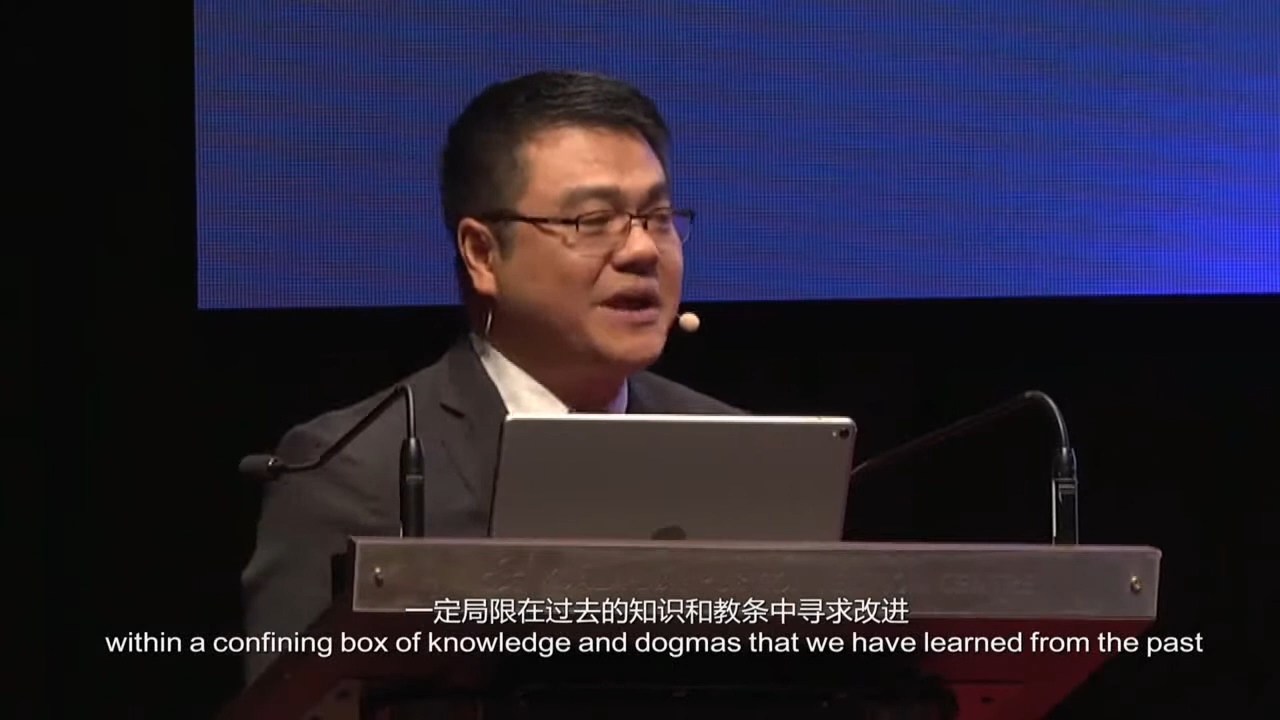 一定局限在过去的知识和教条中寻求改进
within a confining box of knowledge and dogmas that we have learned from the past